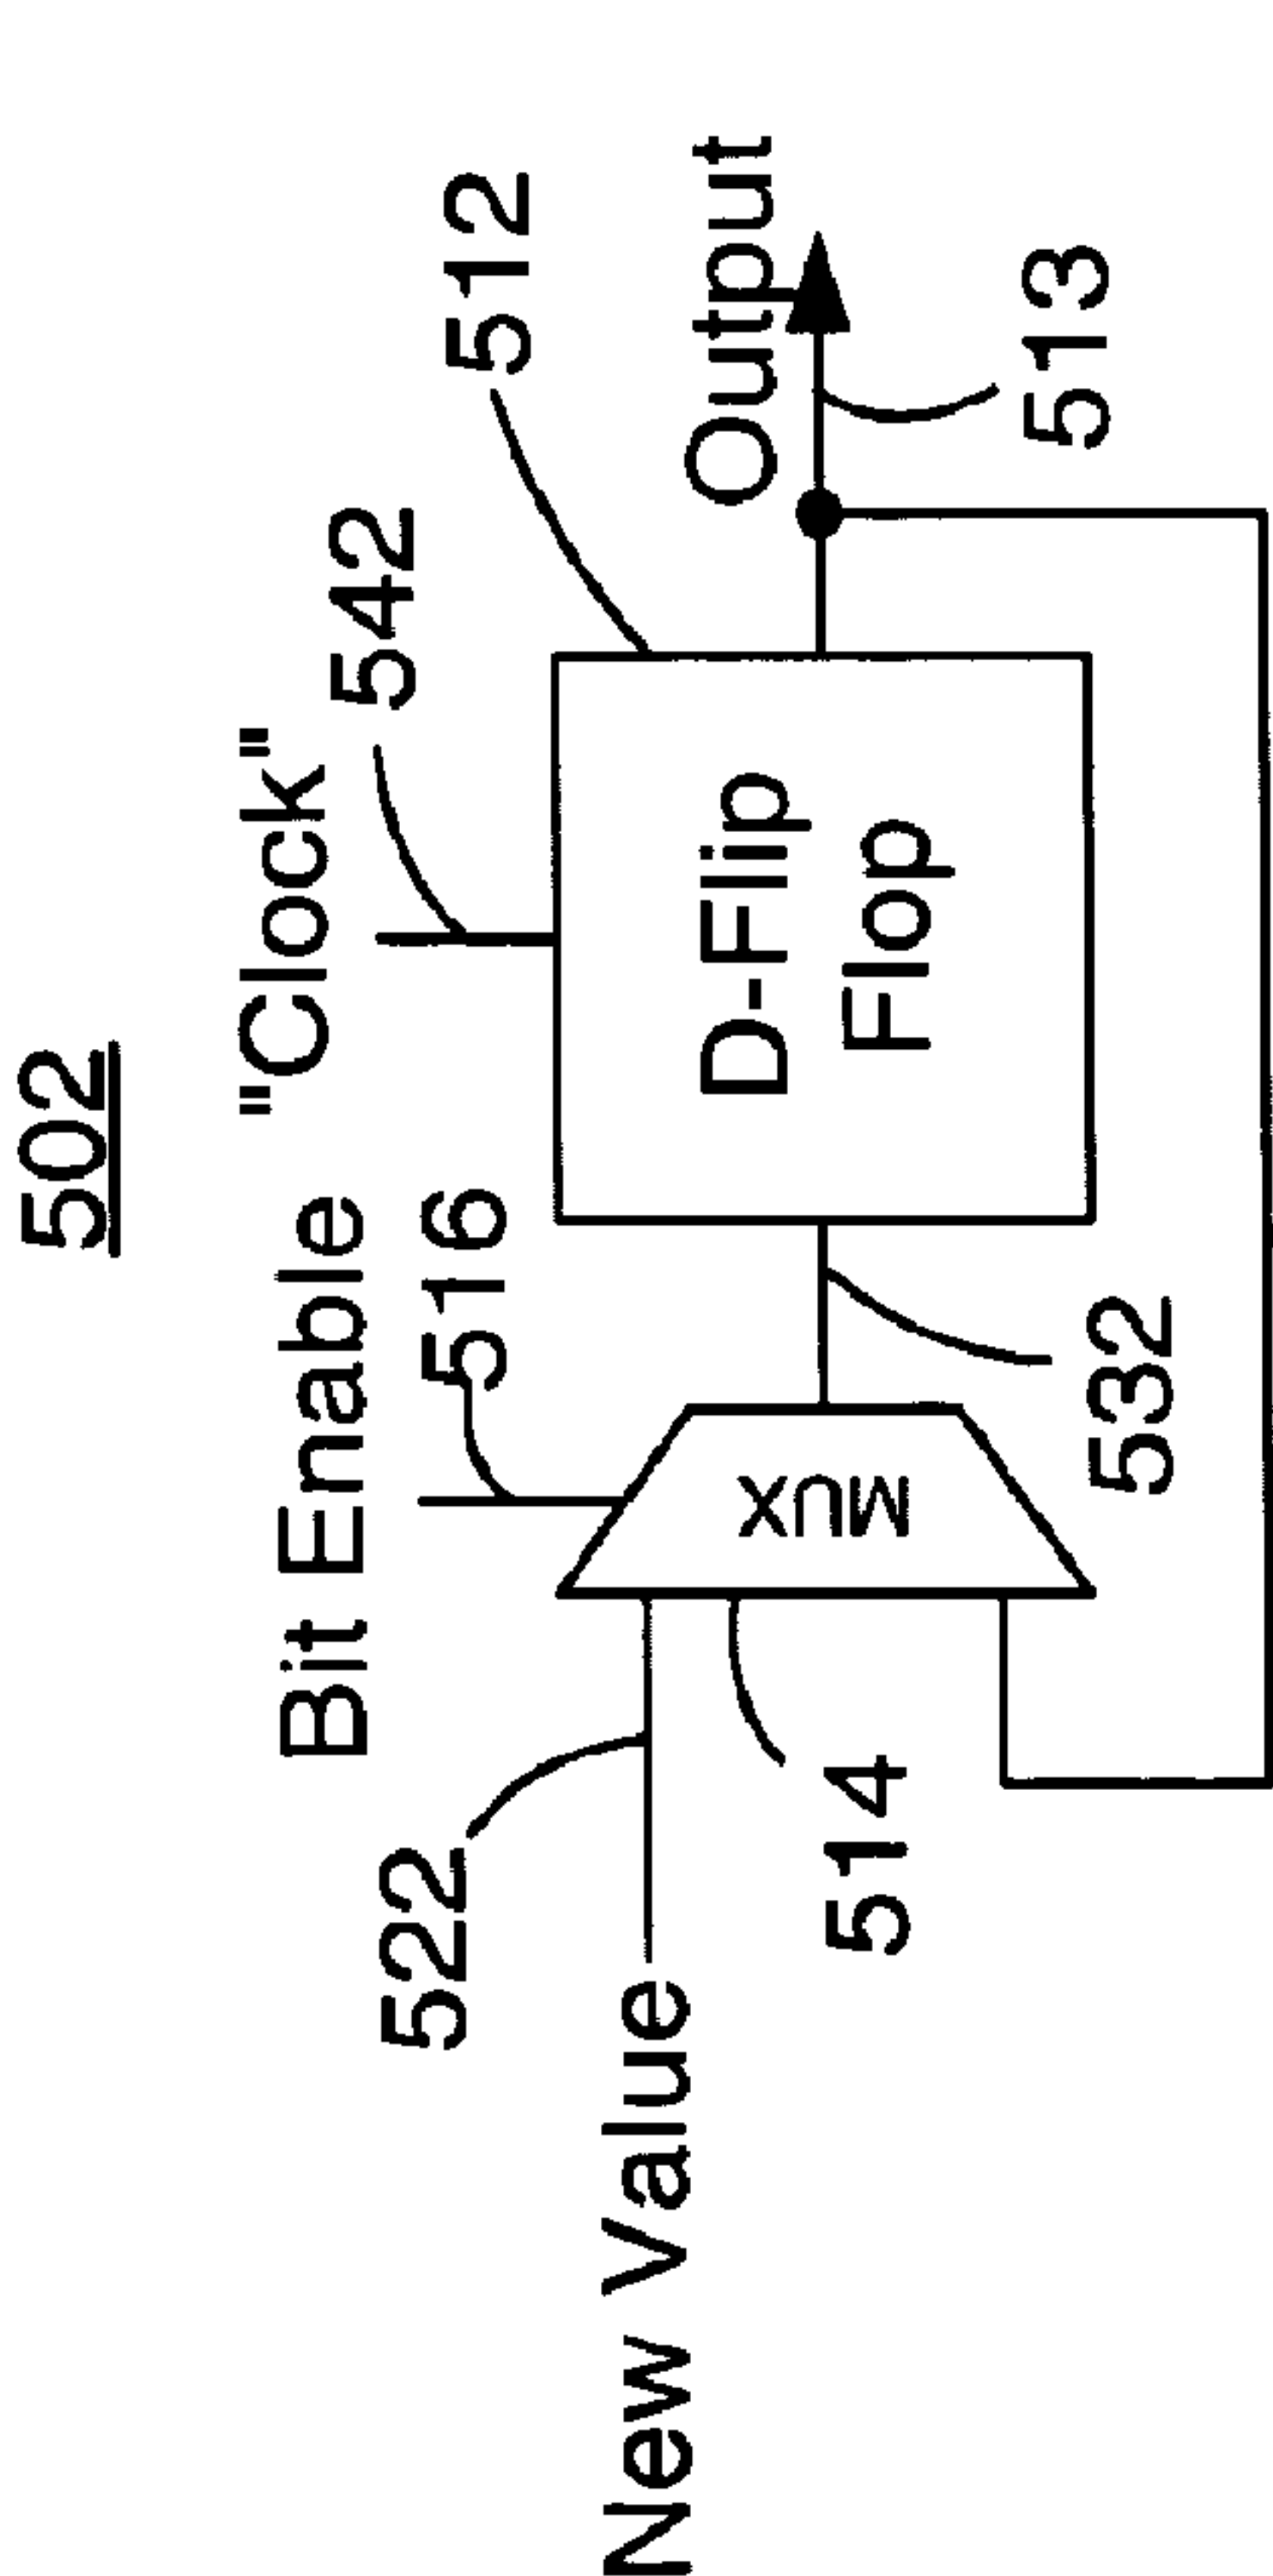 502
"Clock"
Bit Enable
542
512
516
522
Output
New Value
D-Flip
Flop
MUX
514
513
532